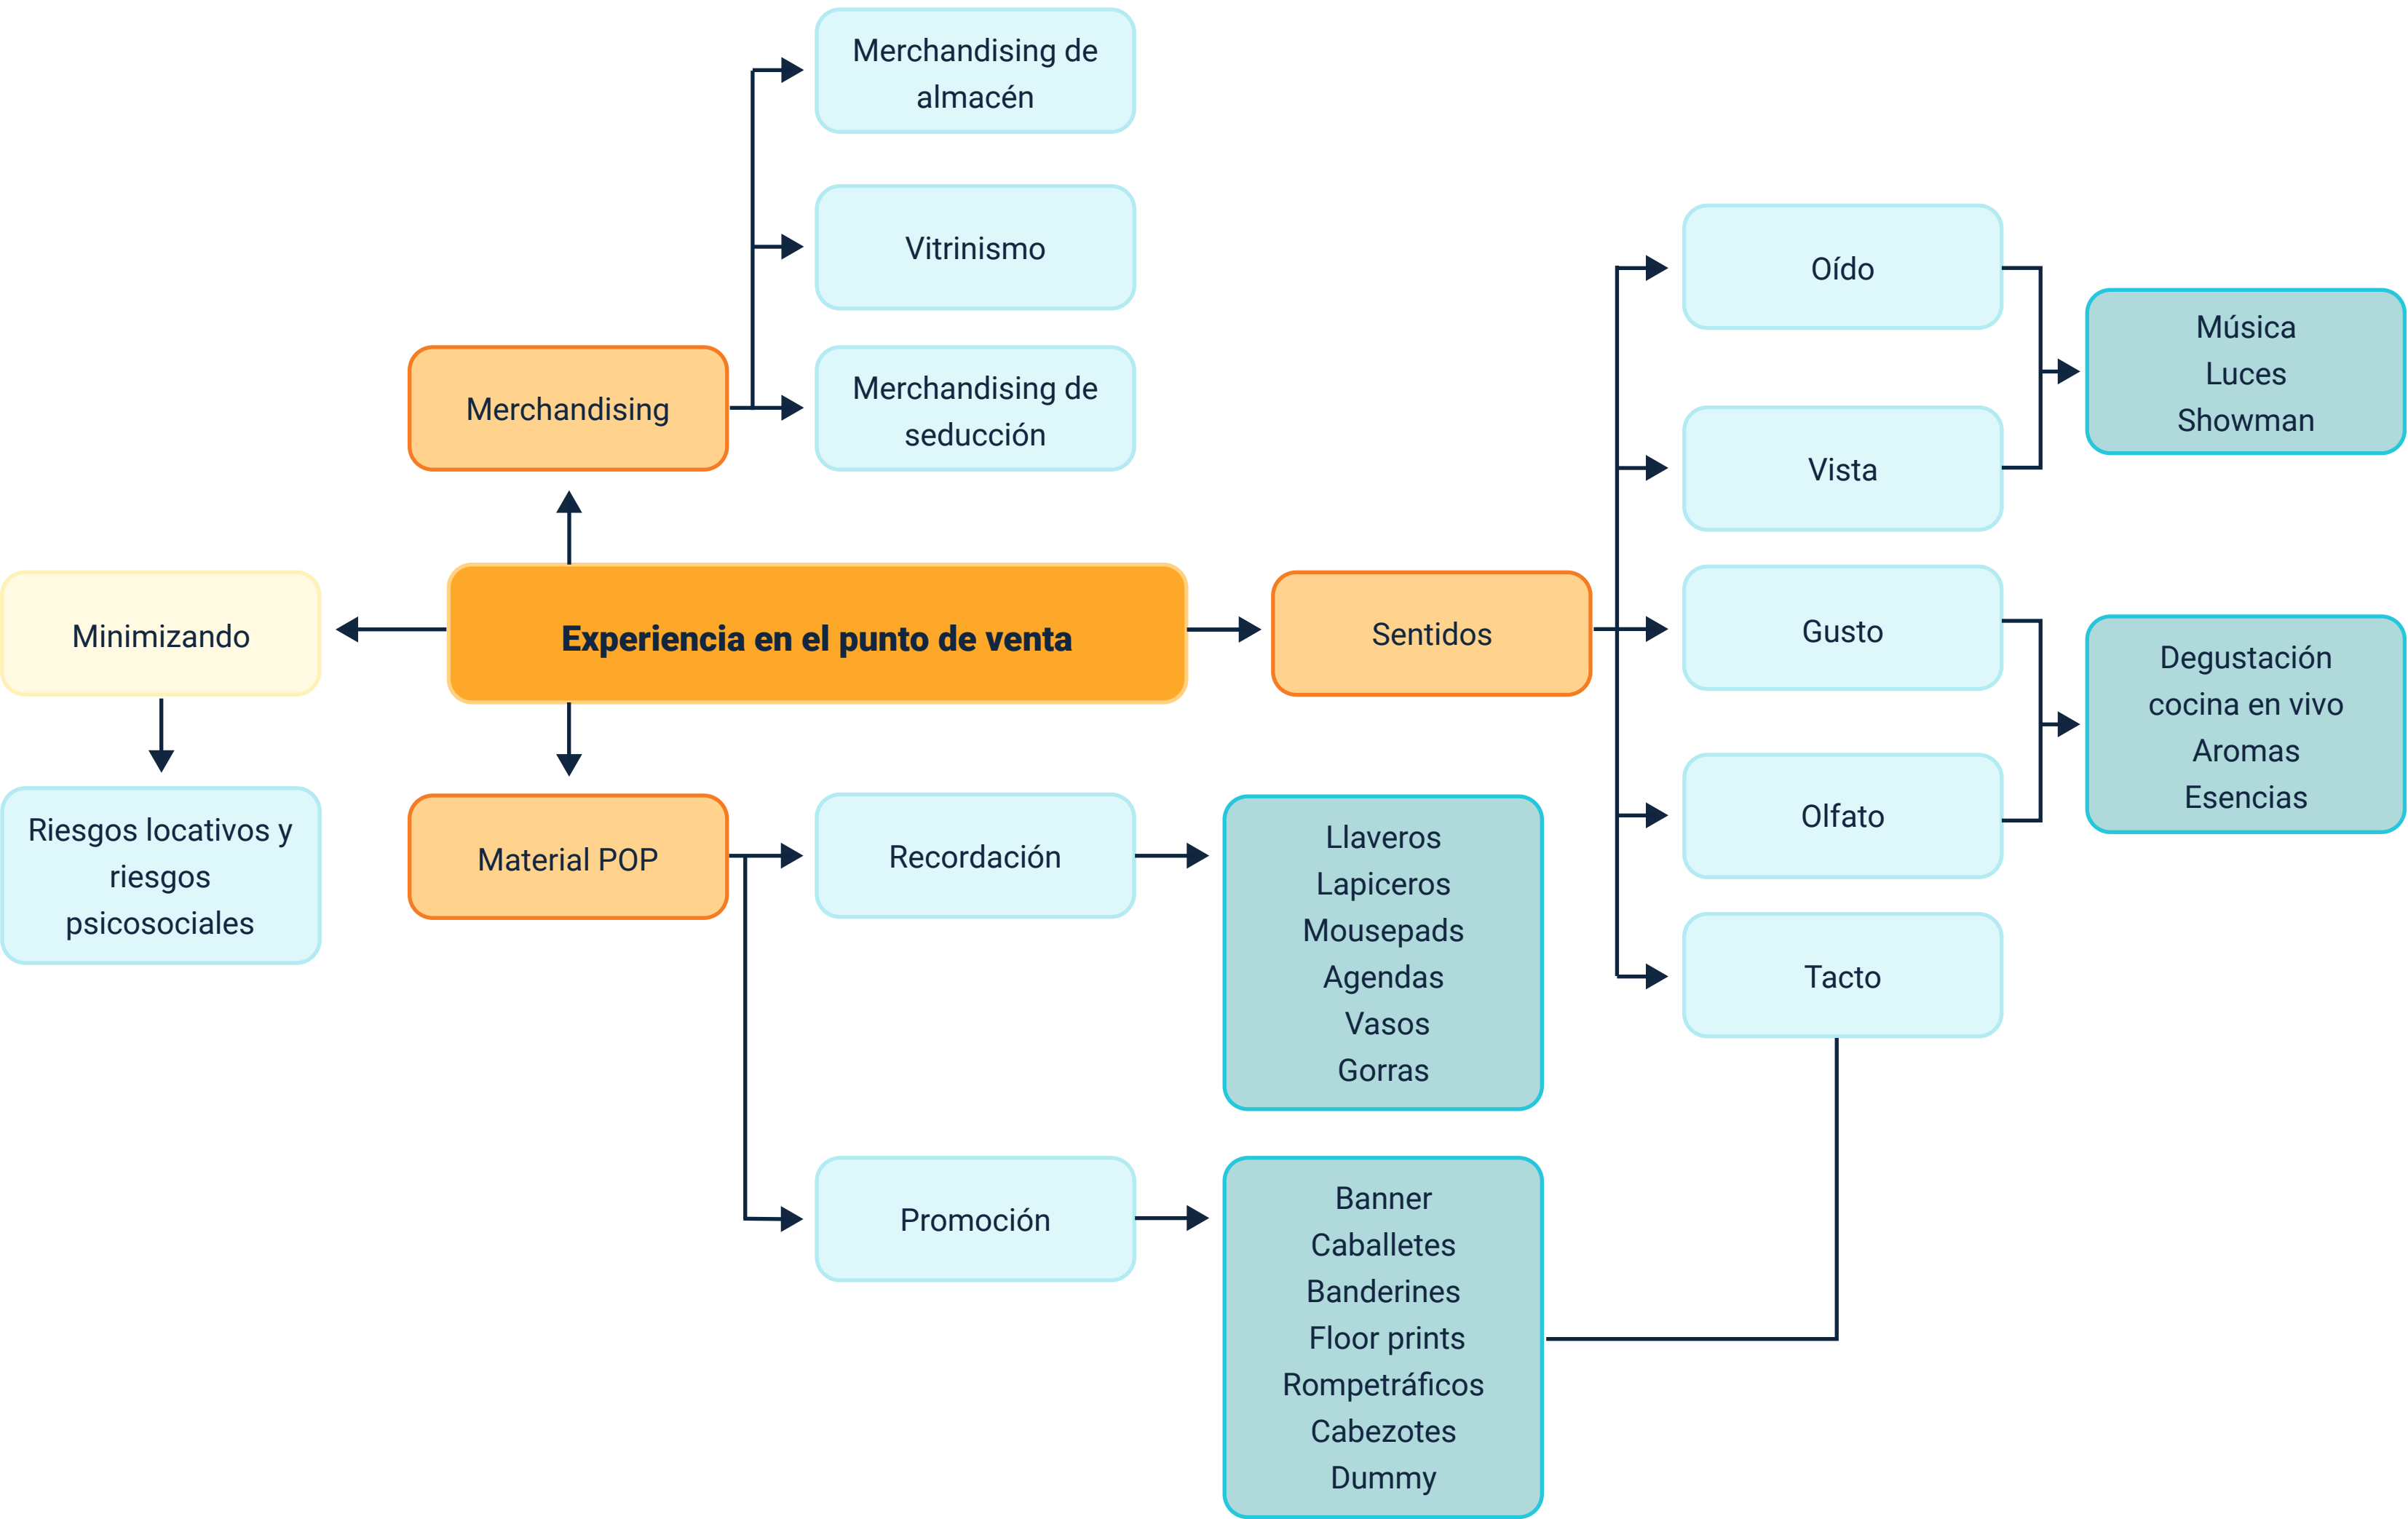 Merchandising de
almacén
Vitrinismo
Merchandising
Merchandising de
seducción
Minimizando
Riesgos locativos y
riesgos
psicosociales
Experiencia en el punto de venta
Material POP
Recordación
Llaveros
Lapiceros
Mousepads
Agendas
Vasos
Gorras
Promoción
Banner
Caballetes
Banderines
Floor prints
Rompetráficos
Cabezotes
Dummy
Sentidos
Oído
Vista
Música
Luces
Showman
Gusto
Olfato
Degustación
cocina en vivo
Aromas
Esencias
Tacto